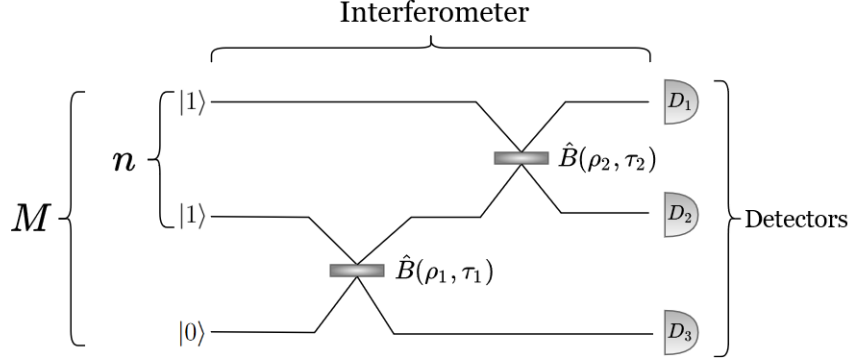 Interferometer
|1⟩
D₁
n
B̂(ρ₂, τ₂)
M
|1⟩
D₂
Detectors
B̂(ρ₁, τ₁)
|0⟩
D₃